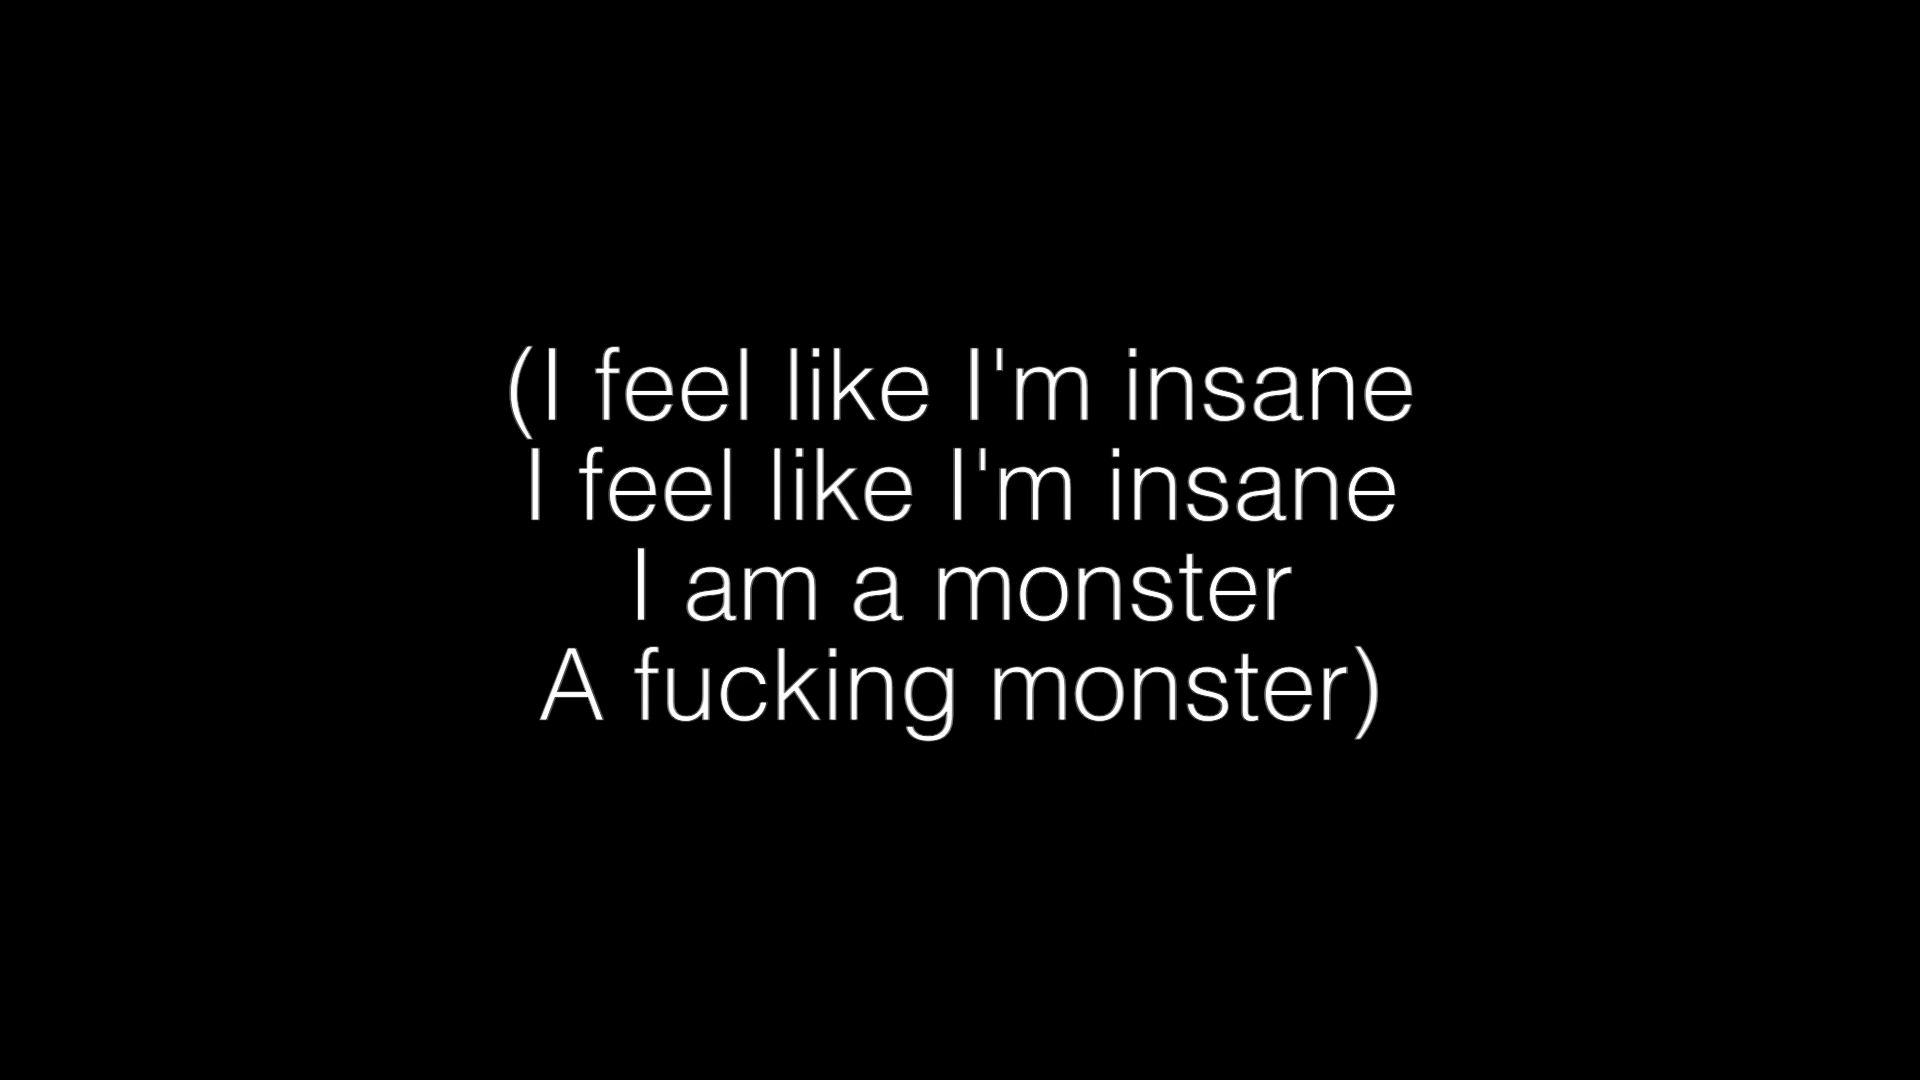 (I feel like I'm insane
I feel like I'm insane
I am a monster
A fucking monster)